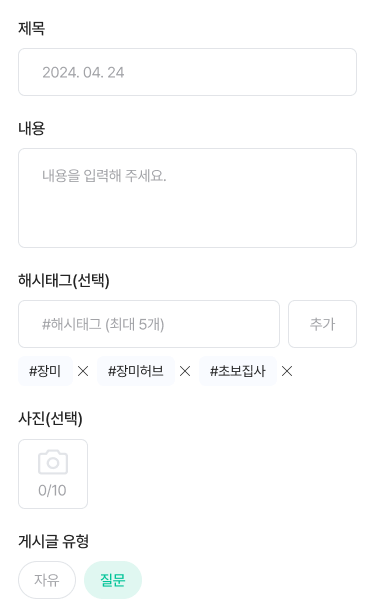 제목
2024. 04. 24
내용
내용을 입력해 주세요.
해시태그(선택)
#해시태그 (최대 5개) 추가
#장미 #장미허브 #초보집사
사진(선택)
0/10
게시글 유형
자유 질문